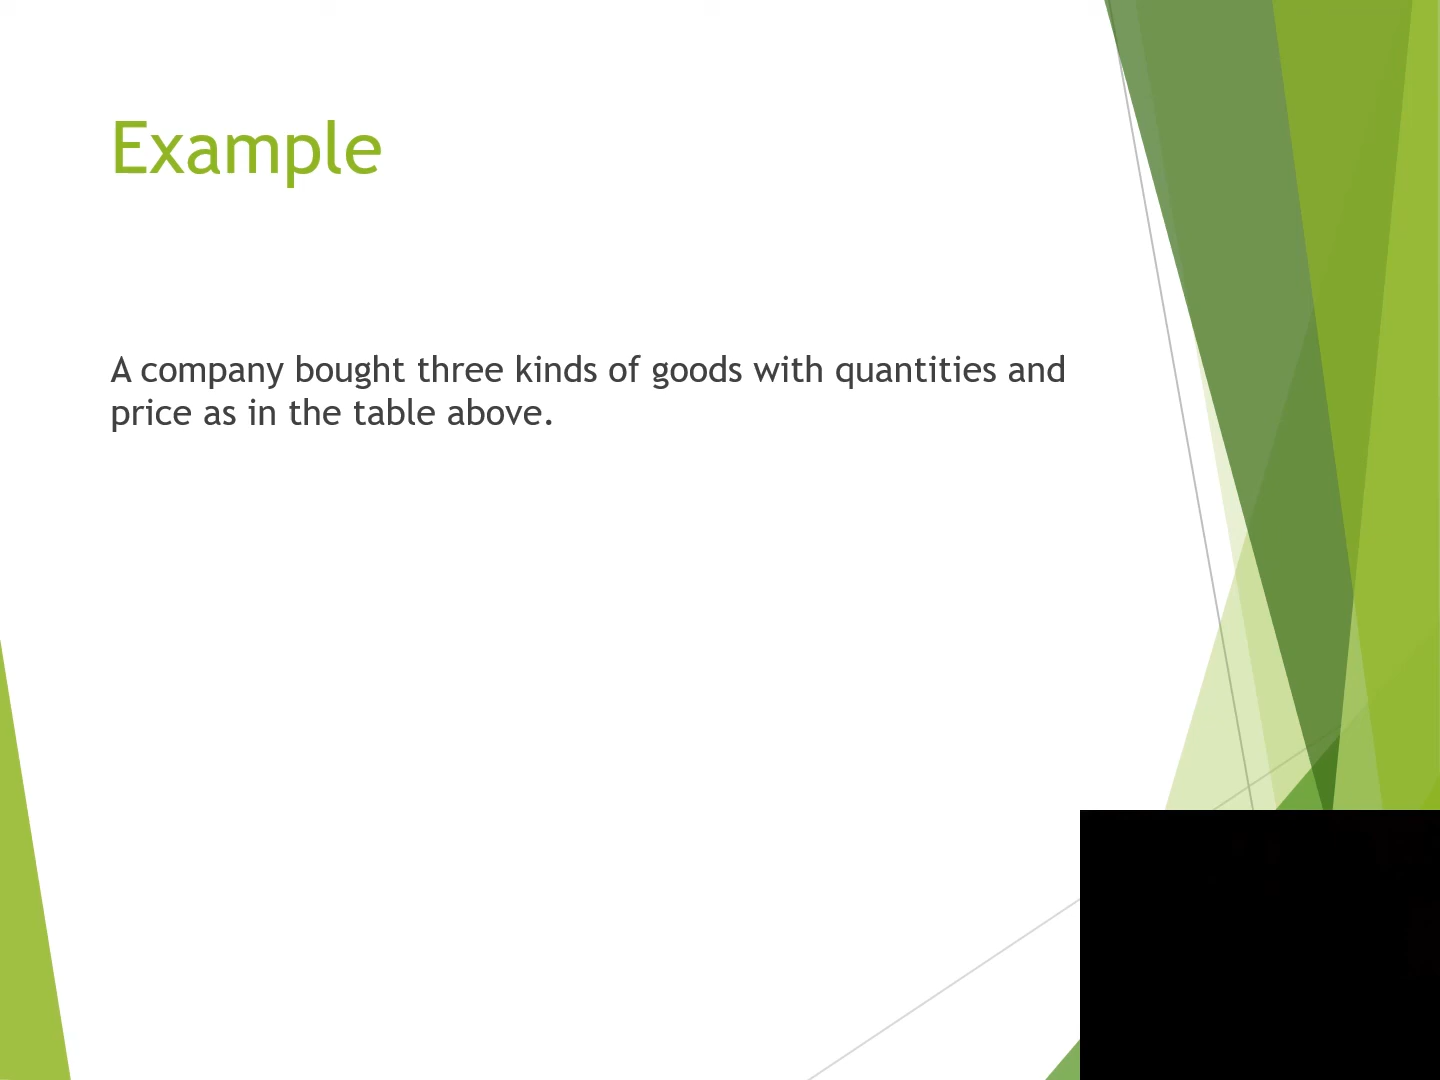 Example
A company bought three kinds of goods with quantities and
price as in the table above.